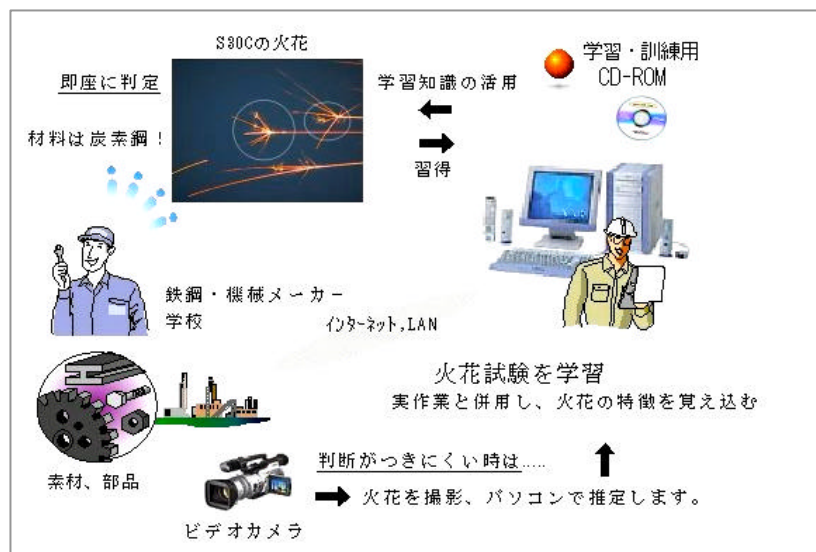 S30Cの火花
即座に判定
材料は炭素鋼!
学習知識の活用
習得
学習・訓練用
CD-ROM
鉄鋼・機械メーカー
学校
インターネット,LAN
火花試験を学習
実作業と併用し、火花の特徴を覚え込む
素材、部品
判断がつきにくい時は.....
火花を撮影、パソコンで推定します。
ビデオカメラ